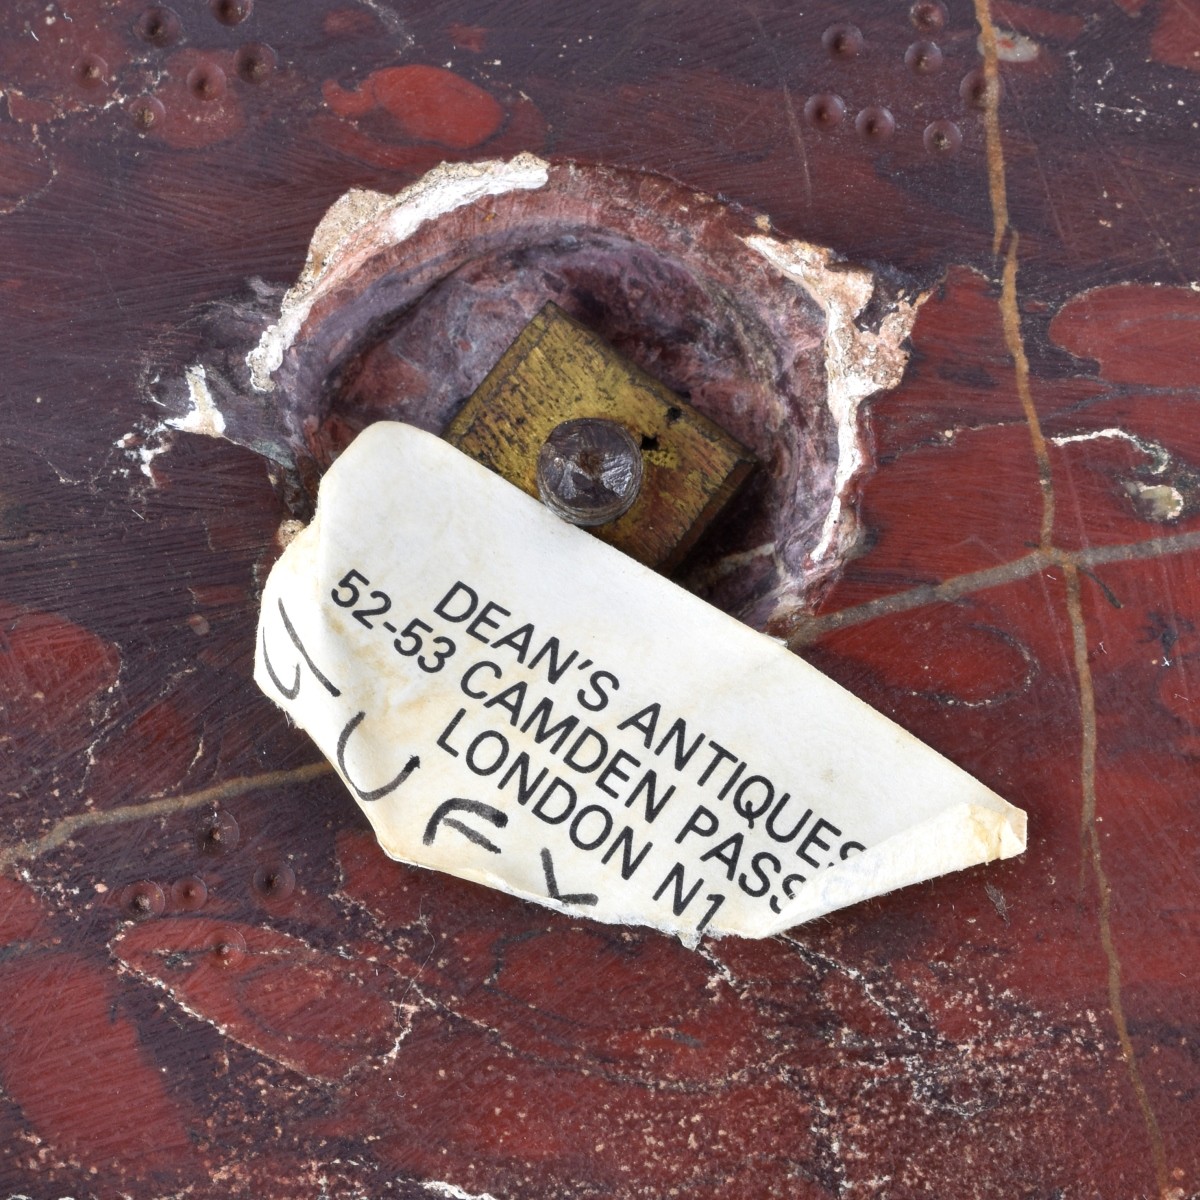 DEAN'S ANTIQUES
52-53 CAMDEN PASS
LONDON N1